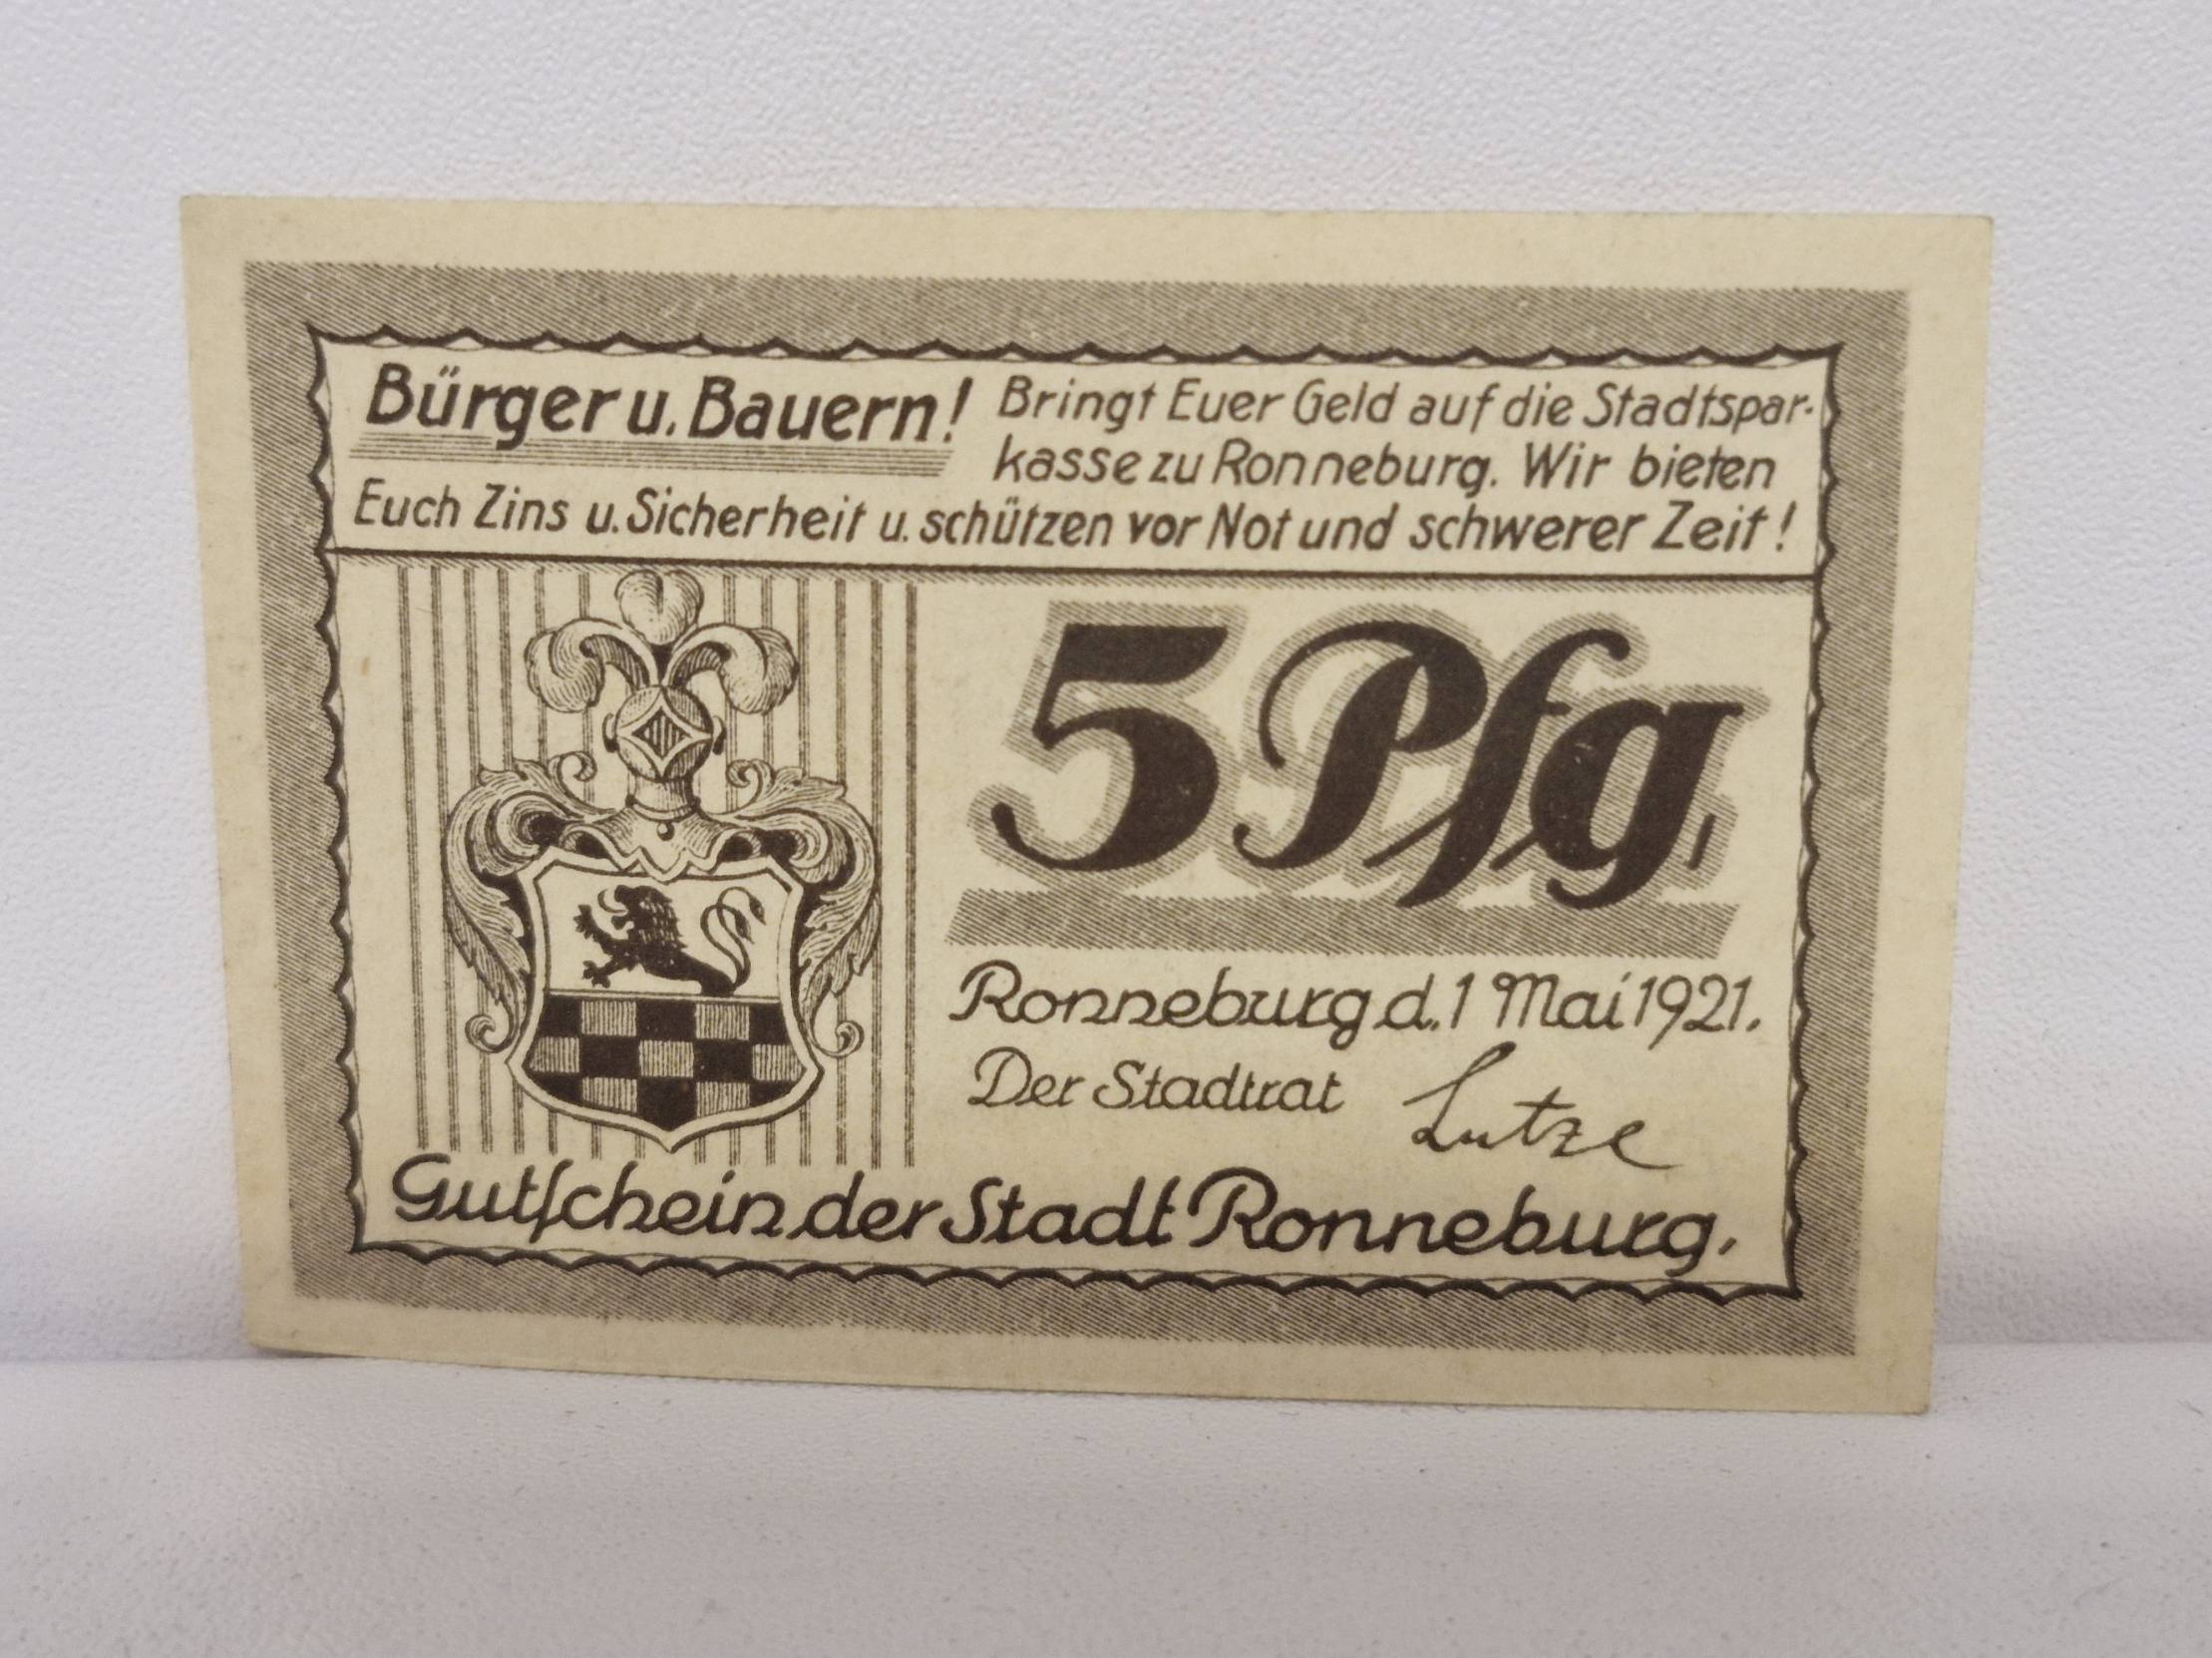 Bürger u. Bauern! Bringt Euer Geld auf die Stadtspar-
kasse zu Ronneburg. Wir bieten
Euch Zins u. Sicherheit u. schützen vor Not und schwerer Zeit!
5 Pfg.
Ronneburg d. 1 Mai 1921.
Der Stadtrat Lutze
Gutſchein der Stadt Ronneburg.